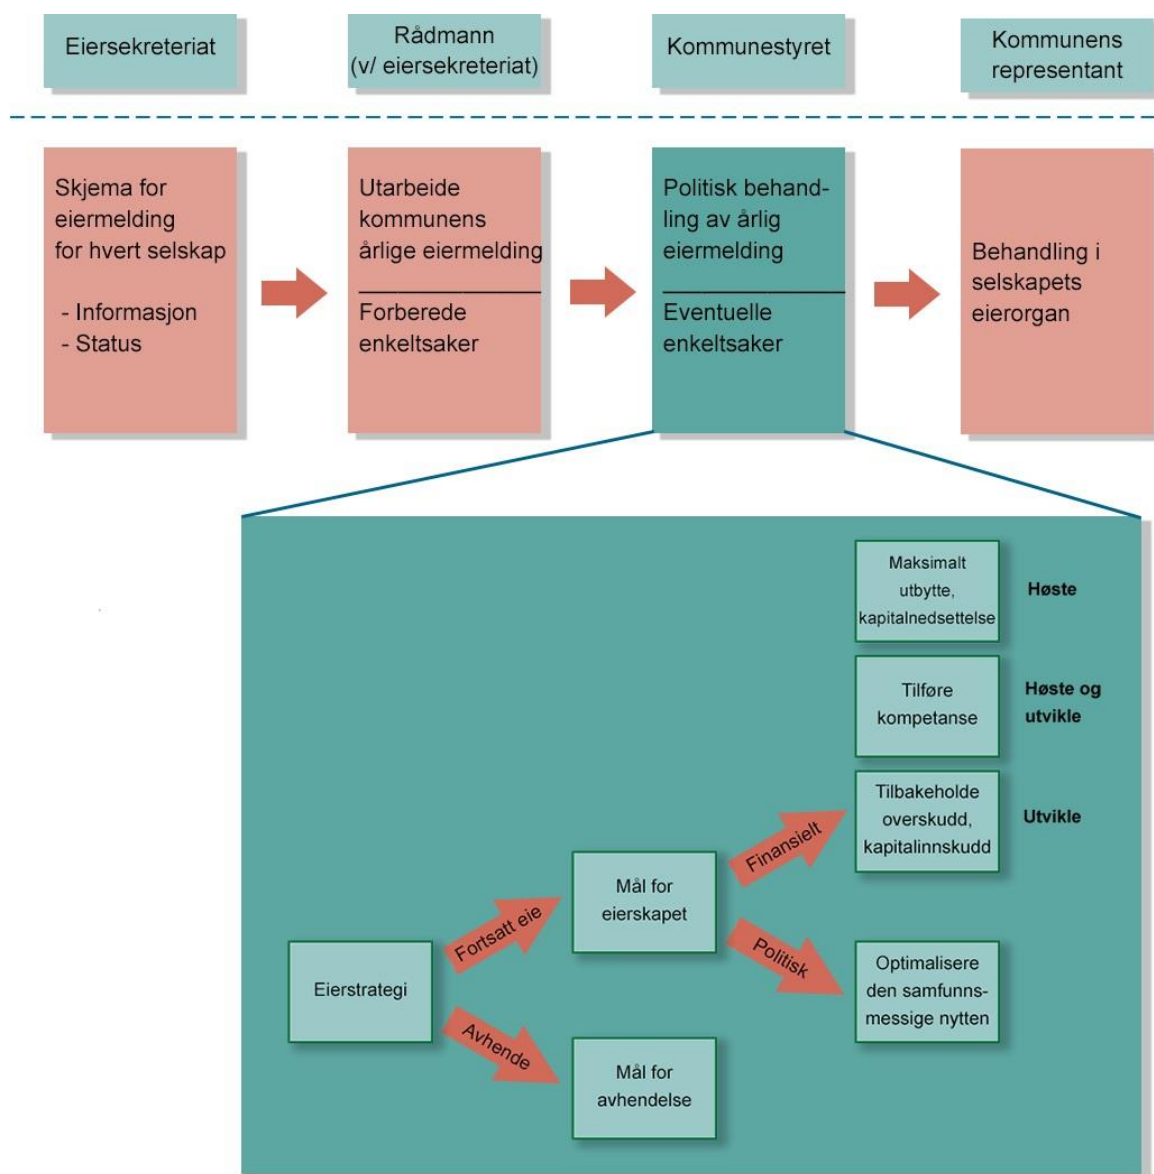 Eiersekreteriat
Rådmann
(v/ eiersekreteriat)
Kommunestyret
Kommunens
representant
Skjema for
eiermelding
for hvert selskap
- Informasjon
- Status
Utarbeide
kommunens
årlige eiermelding
Forberede
enkeltsaker
Politisk behand-
ling av årlig
eiermelding
Eventuelle
enkeltsaker
Behandling i
selskapets
eierorgan
Maksimalt
utbytte,
kapitalnedsettelse
Høste
Tilføre
kompetanse
Høste og
utvikle
Tilbakeholde
overskudd,
kapitalinnskudd
Utvikle
Finansielt
Mål for
eierskapet
Fortsatt eie
Politisk
Eierstrategi
Optimalisere
den samfunns-
messige nytten
Avhende
Mål for
avhendelse